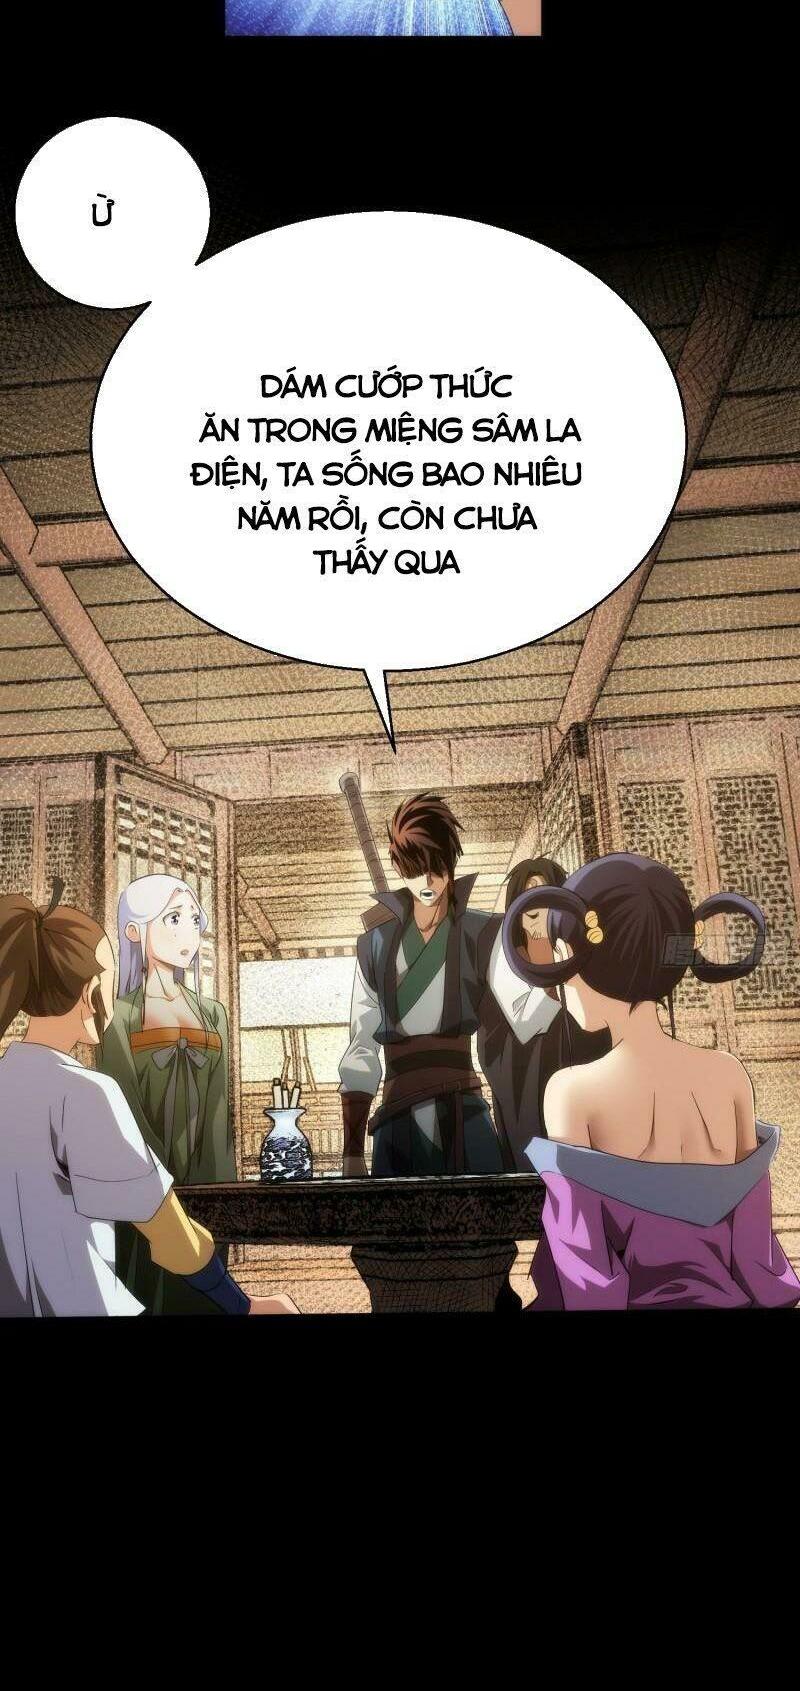 Ừ
DÁM CƯỚP THỨC
ĂN TRONG MIỆNG SÂM LA
ĐIỆN, TA SỐNG BAO NHIÊU
NĂM RỒI, CÒN CHƯA
THẤY QUA